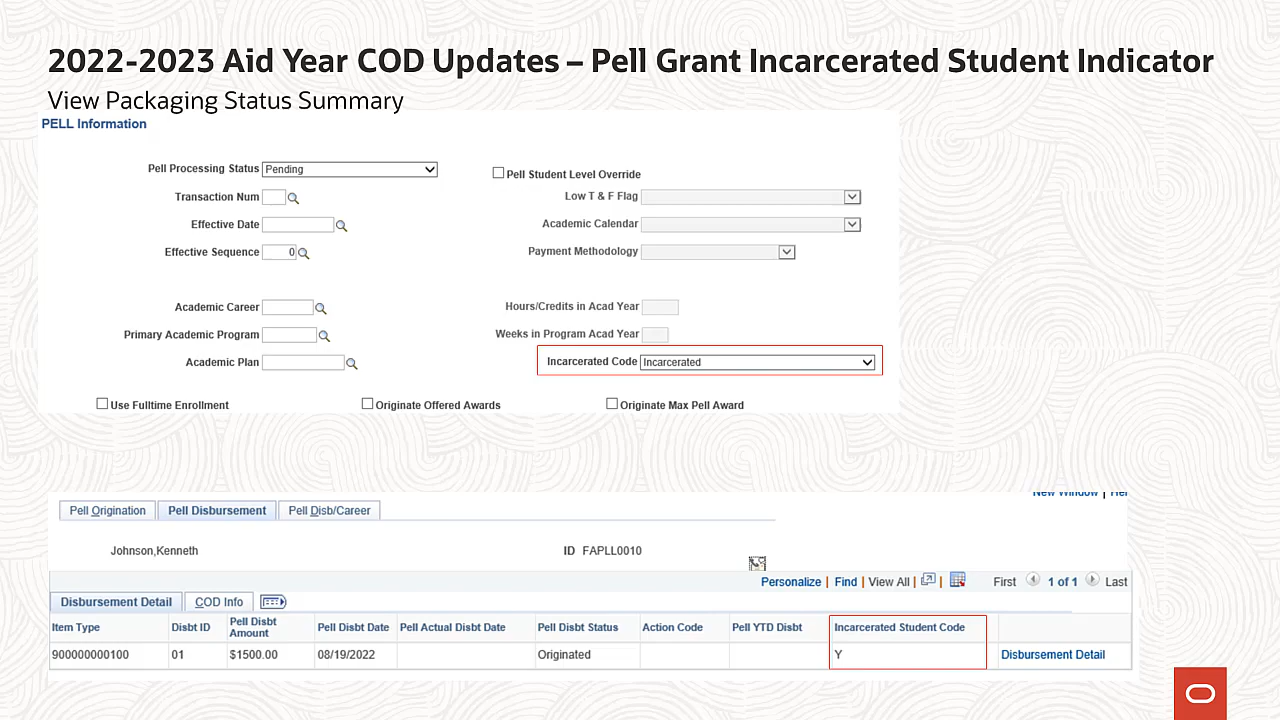 2022-2023 Aid Year COD Updates – Pell Grant Incarcerated Student Indicator
View Packaging Status Summary
PELL Information
Pell Processing Status Pending
Pell Student Level Override
Transaction Num
Low T & F Flag
Effective Date
Academic Calendar
Effective Sequence 0
Payment Methodology
Academic Career
Hours/Credits in Acad Year
Primary Academic Program
Weeks in Program Acad Year
Academic Plan
Incarcerated Code Incarcerated
Use Fulltime Enrollment Originate Offered Awards Originate Max Pell Award
New Window |
Pell Origination Pell Disbursement Pell Disb/Career
Johnson,Kenneth ID FAPLL0010
Personalize | Find | View All | | First 1 of 1 Last
Disbursement Detail COD Info
Item Type Disbt ID Pell Disbt Amount Pell Disbt Date Pell Actual Disbt Date Pell Disbt Status Action Code Pell YTD Disbt Incarcerated Student Code
900000000100 01 $1500.00 08/19/2022 Originated Y Disbursement Detail